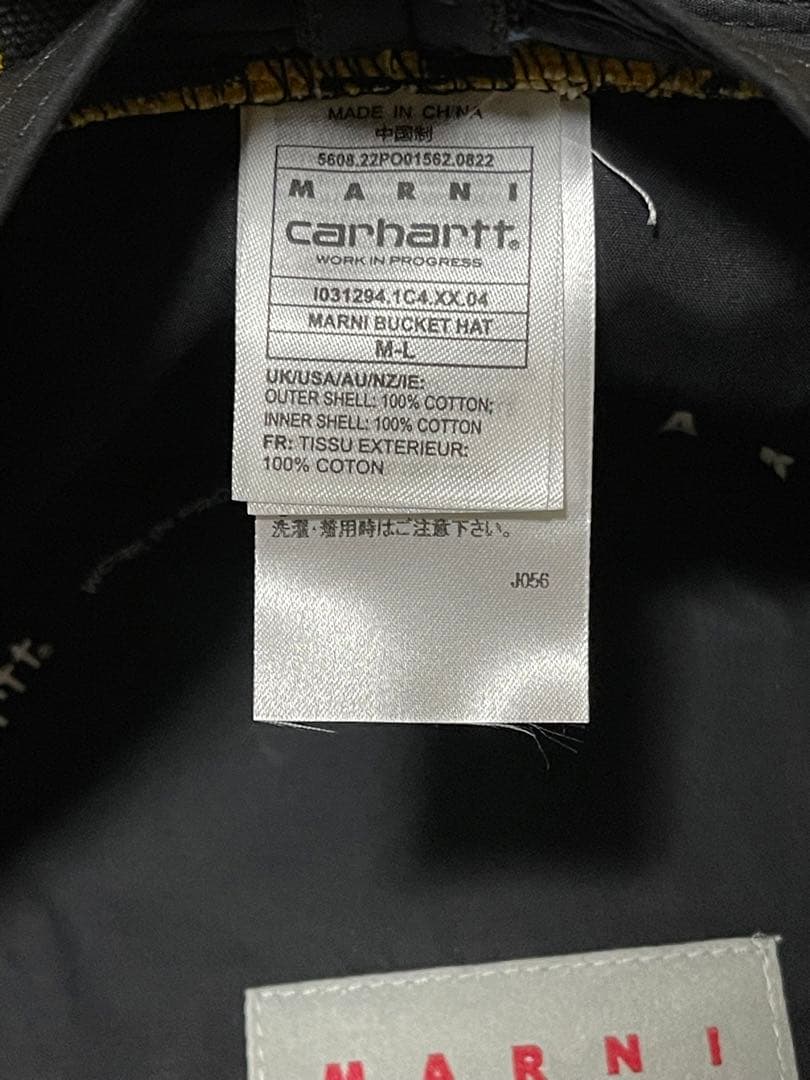 MADE IN CHINA
中国制
5608.22PO01562.0822
MARNI
carhartt®
WORK IN PROGRESS
I031294.1C4.XX.04
MARNI BUCKET HAT
M-L
UK/USA/AU/NZ/IE:
OUTER SHELL: 100% COTTON;
INNER SHELL: 100% COTTON
FR: TISSU EXTERIEUR:
100% COTON
洗濯・着用時はご注意下さい。
J056
MARNI